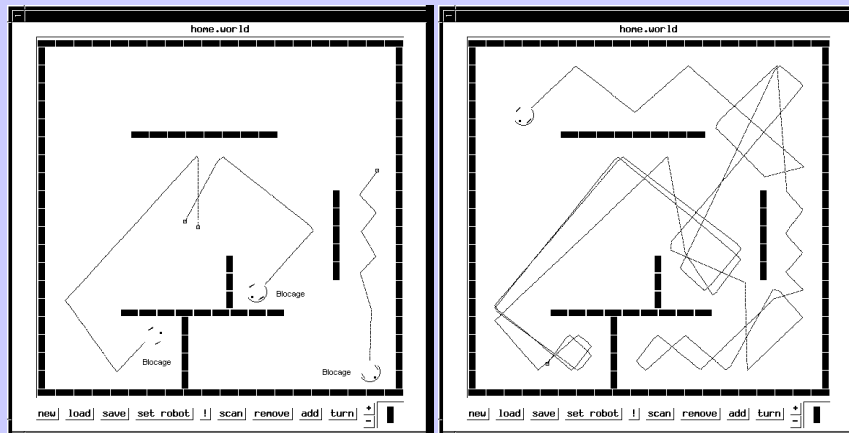 home.world
Blocage
Blocage
Blocage
new load save set robot ! scan remove add turn + -
home.world
new load save set robot ! scan remove add turn + -